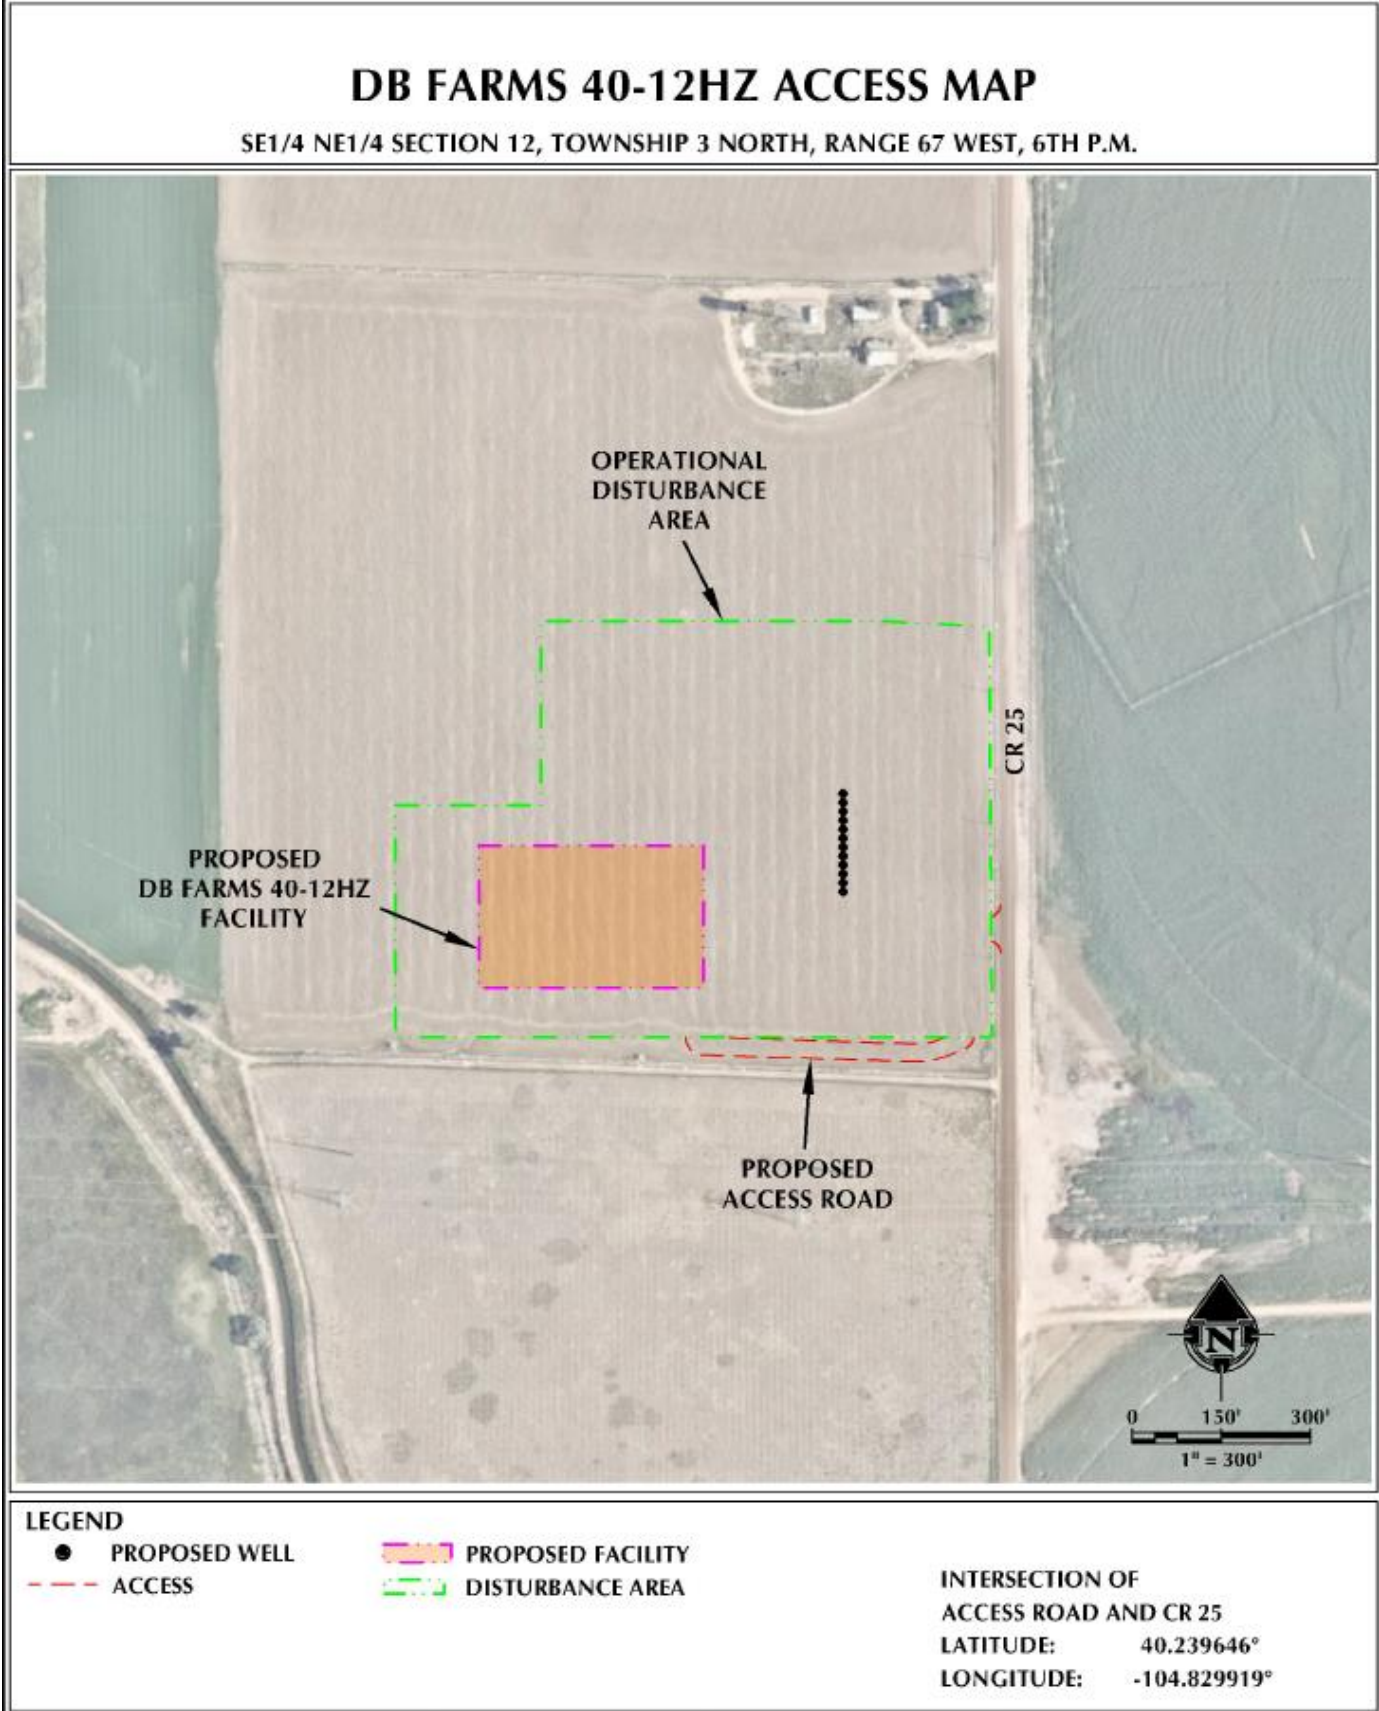 DB FARMS 40-12HZ ACCESS MAP
SE1/4 NE1/4 SECTION 12, TOWNSHIP 3 NORTH, RANGE 67 WEST, 6TH P.M.
OPERATIONAL
DISTURBANCE
AREA
CR 25
PROPOSED
DB FARMS 40-12HZ
FACILITY
PROPOSED
ACCESS ROAD
N
0 150' 300'
1" = 300'
LEGEND
PROPOSED WELL
ACCESS
PROPOSED FACILITY
DISTURBANCE AREA
INTERSECTION OF
ACCESS ROAD AND CR 25
LATITUDE: 40.239646°
LONGITUDE: -104.829919°